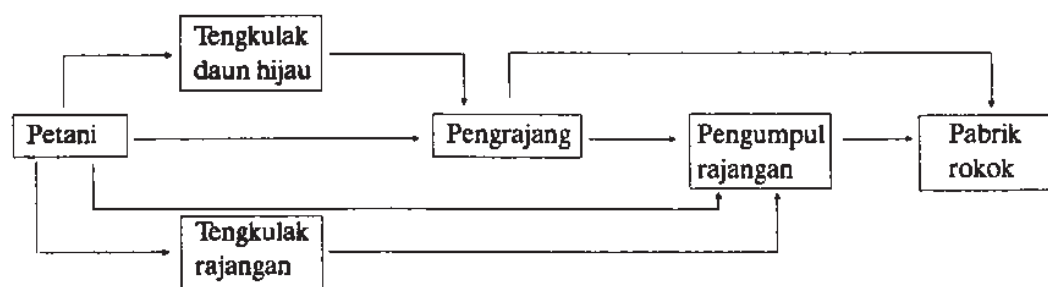 Tengkulak
daun hijau
Petani
Pengrajang
Pengumpul
rajangan
Pabrik
rokok
Tengkulak
rajangan